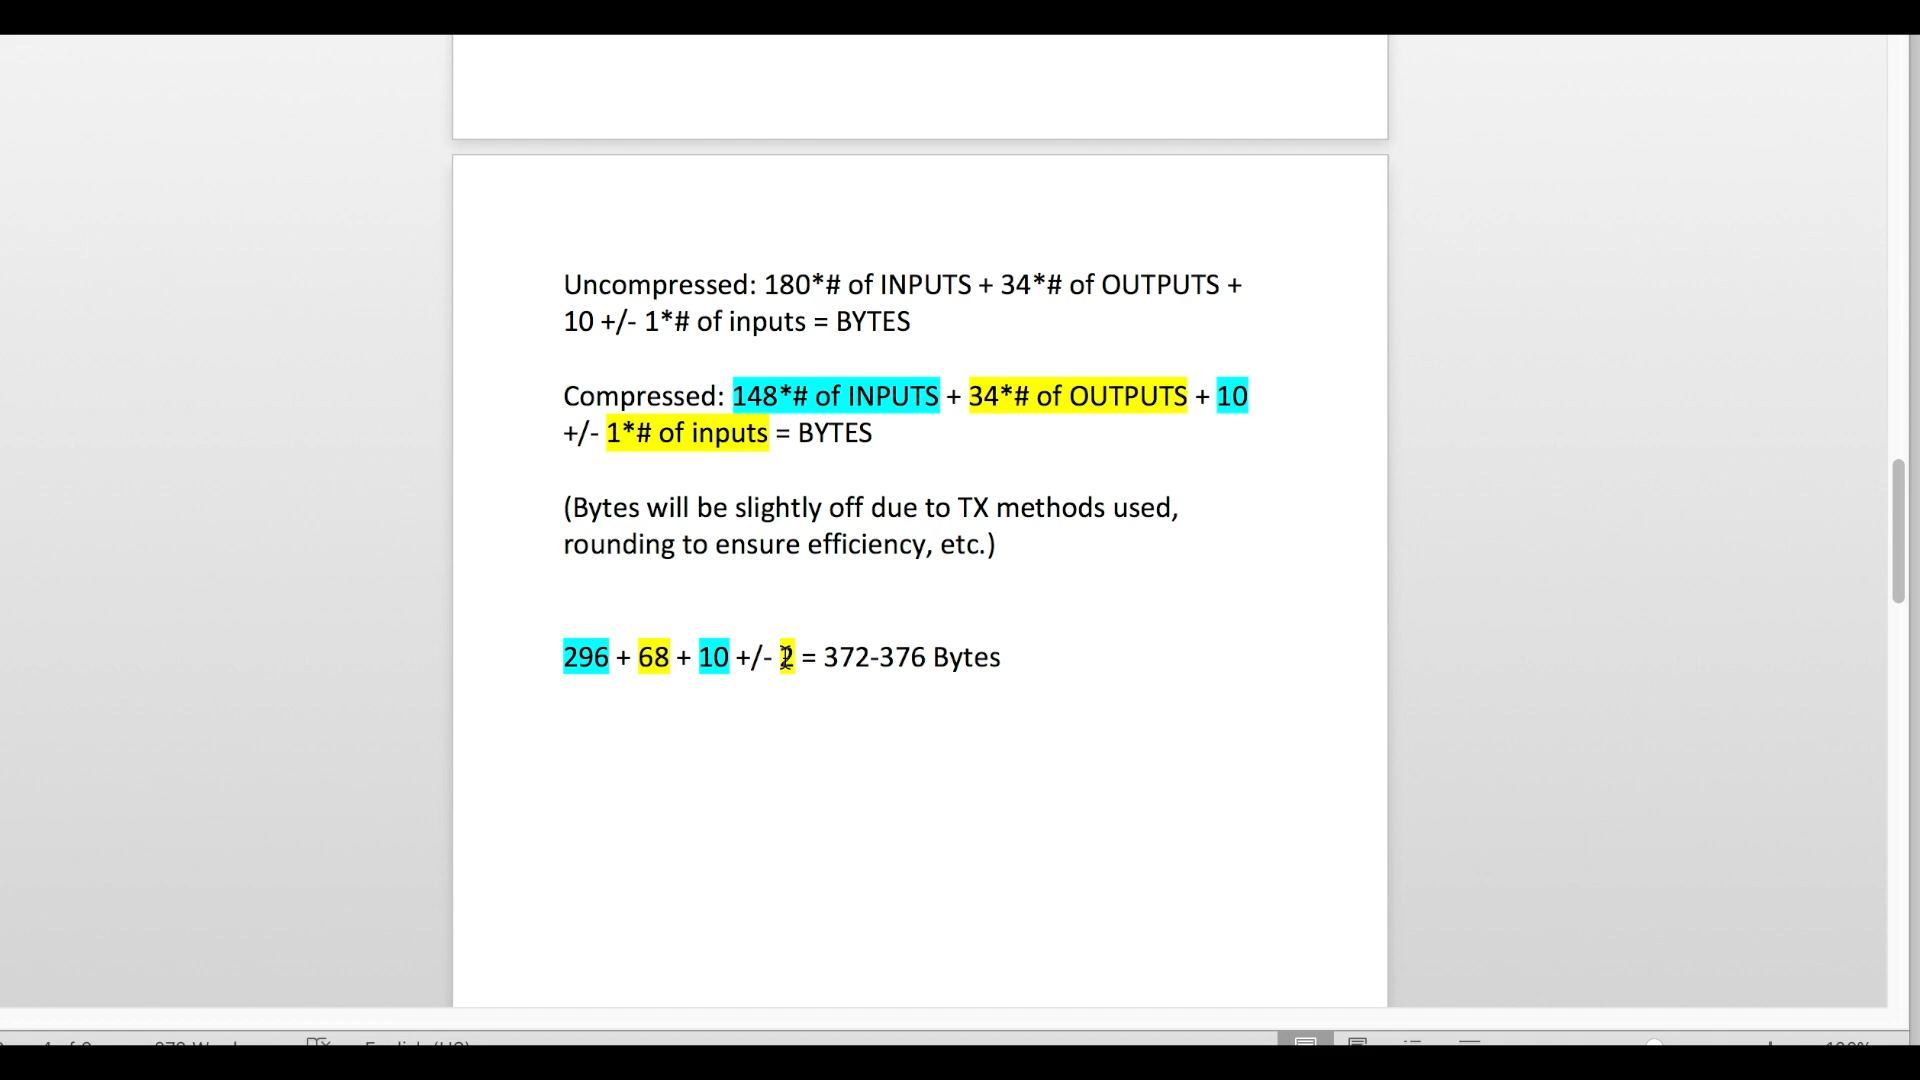 Uncompressed: 180*# of INPUTS + 34*# of OUTPUTS +
10 +/- 1*# of inputs = BYTES
Compressed: 148*# of INPUTS + 34*# of OUTPUTS + 10
+/- 1*# of inputs = BYTES
(Bytes will be slightly off due to TX methods used,
rounding to ensure efficiency, etc.)
296 + 68 + 10 +/- 2 = 372-376 Bytes